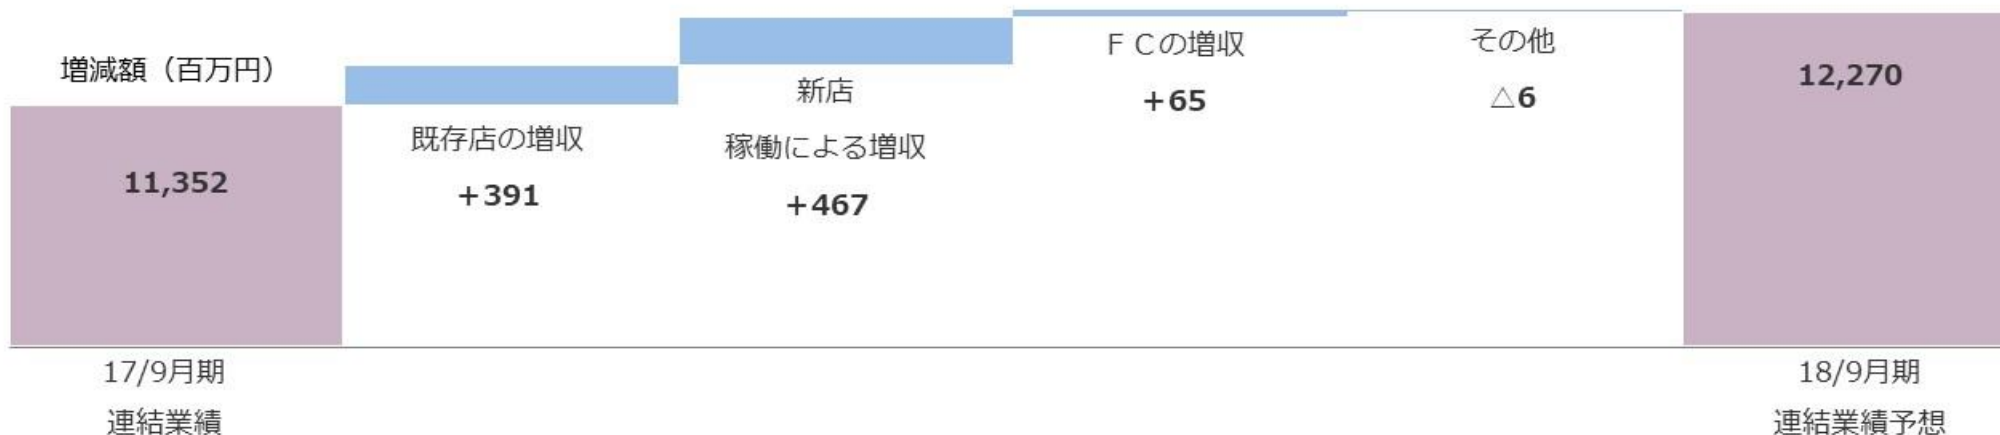 増減額（百万円）
11,352
17/9月期
連結業績
既存店の増収
+391
新店
稼働による増収
+467
ＦＣの増収
+65
その他
△6
12,270
18/9月期
連結業績予想